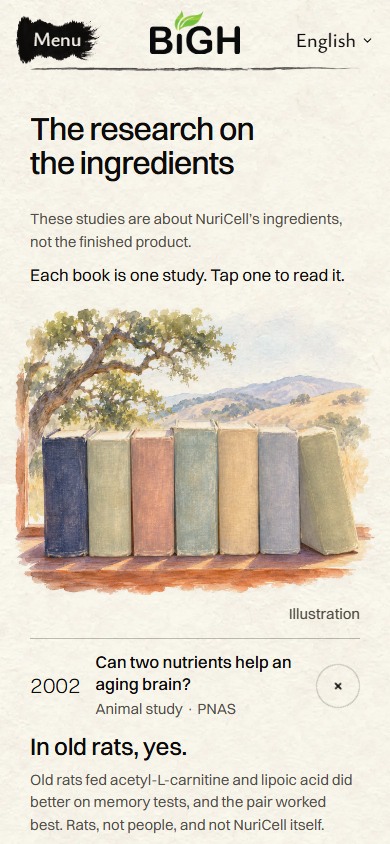 Menu
BiGH
English
The research on
the ingredients
These studies are about NuriCell’s ingredients,
not the finished product.
Each book is one study. Tap one to read it.
Illustration
2002
Can two nutrients help an
aging brain?
Animal study · PNAS
×
In old rats, yes.
Old rats fed acetyl-L-carnitine and lipoic acid did
better on memory tests, and the pair worked
best. Rats, not people, and not NuriCell itself.